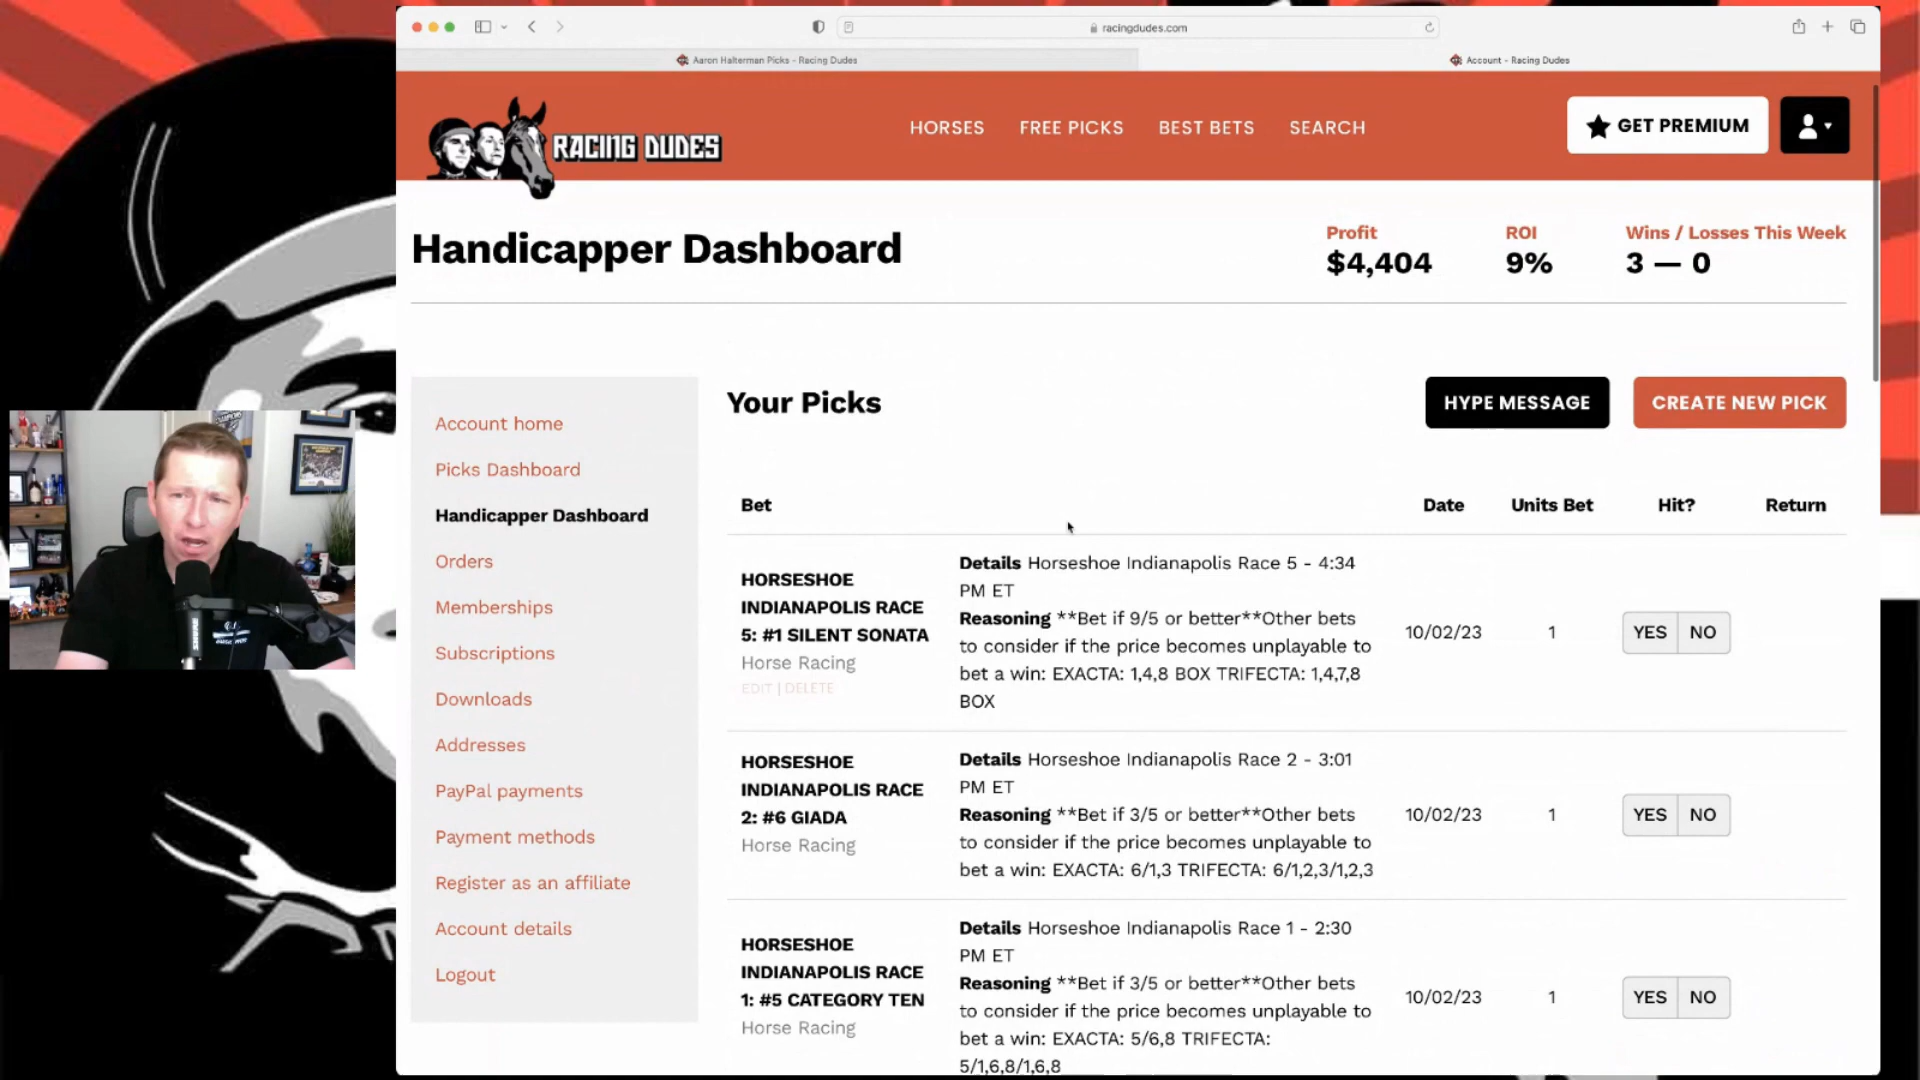 racingdudes.com
Aaron Halterman Picks - Racing Dudes
Account - Racing Dudes
RACING DUDES
HORSES
FREE PICKS
BEST BETS
SEARCH
GET PREMIUM
Handicapper Dashboard
Profit
$4,404
ROI
9%
Wins / Losses This Week
3 — 0
Account home
Picks Dashboard
Handicapper Dashboard
Orders
Memberships
Subscriptions
Downloads
Addresses
PayPal payments
Payment methods
Register as an affiliate
Account details
Logout
Your Picks
HYPE MESSAGE
CREATE NEW PICK
Bet
Date
Units Bet
Hit?
Return
HORSESHOE
INDIANAPOLIS RACE
5: #1 SILENT SONATA
Horse Racing
EDIT | DELETE
Details Horseshoe Indianapolis Race 5 - 4:34
PM ET
Reasoning **Bet if 9/5 or better**Other bets
to consider if the price becomes unplayable to
bet a win: EXACTA: 1,4,8 BOX TRIFECTA: 1,4,7,8
BOX
10/02/23
1
YES
NO
HORSESHOE
INDIANAPOLIS RACE
2: #6 GIADA
Horse Racing
Details Horseshoe Indianapolis Race 2 - 3:01
PM ET
Reasoning **Bet if 3/5 or better**Other bets
to consider if the price becomes unplayable to
bet a win: EXACTA: 6/1,3 TRIFECTA: 6/1,2,3/1,2,3
10/02/23
1
YES
NO
HORSESHOE
INDIANAPOLIS RACE
1: #5 CATEGORY TEN
Horse Racing
Details Horseshoe Indianapolis Race 1 - 2:30
PM ET
Reasoning **Bet if 3/5 or better**Other bets
to consider if the price becomes unplayable to
bet a win: EXACTA: 5/6,8 TRIFECTA:
5/1,6,8/1,6,8
10/02/23
1
YES
NO
SHURE